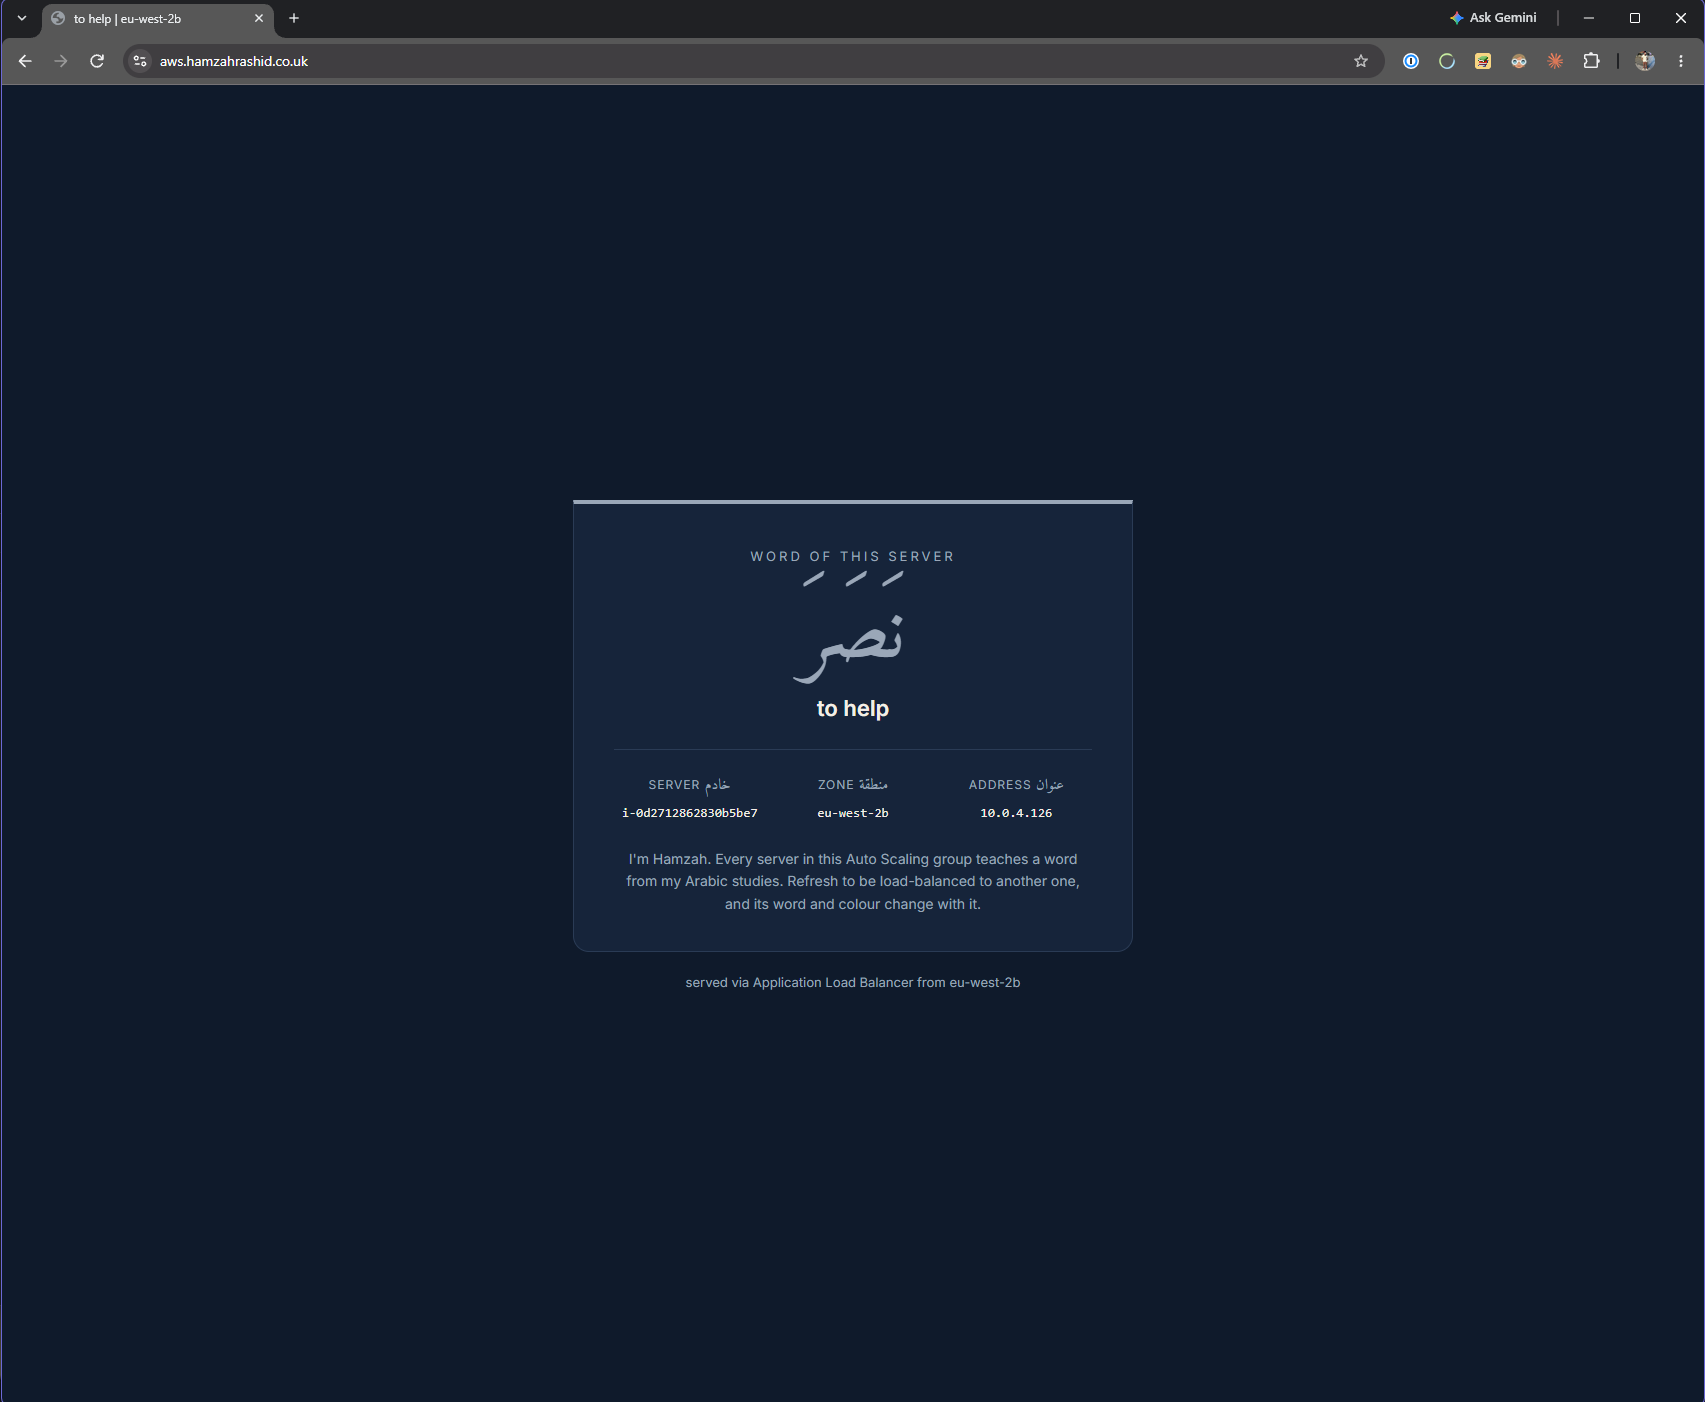 to help | eu-west-2b
Ask Gemini
aws.hamzahrashid.co.uk
WORD OF THIS SERVER
نَصَرَ
to help
SERVER خادم
ZONE منطقة
ADDRESS عنوان
i-0d2712862830b5be7
eu-west-2b
10.0.4.126
I'm Hamzah. Every server in this Auto Scaling group teaches a word
from my Arabic studies. Refresh to be load-balanced to another one,
and its word and colour change with it.
served via Application Load Balancer from eu-west-2b